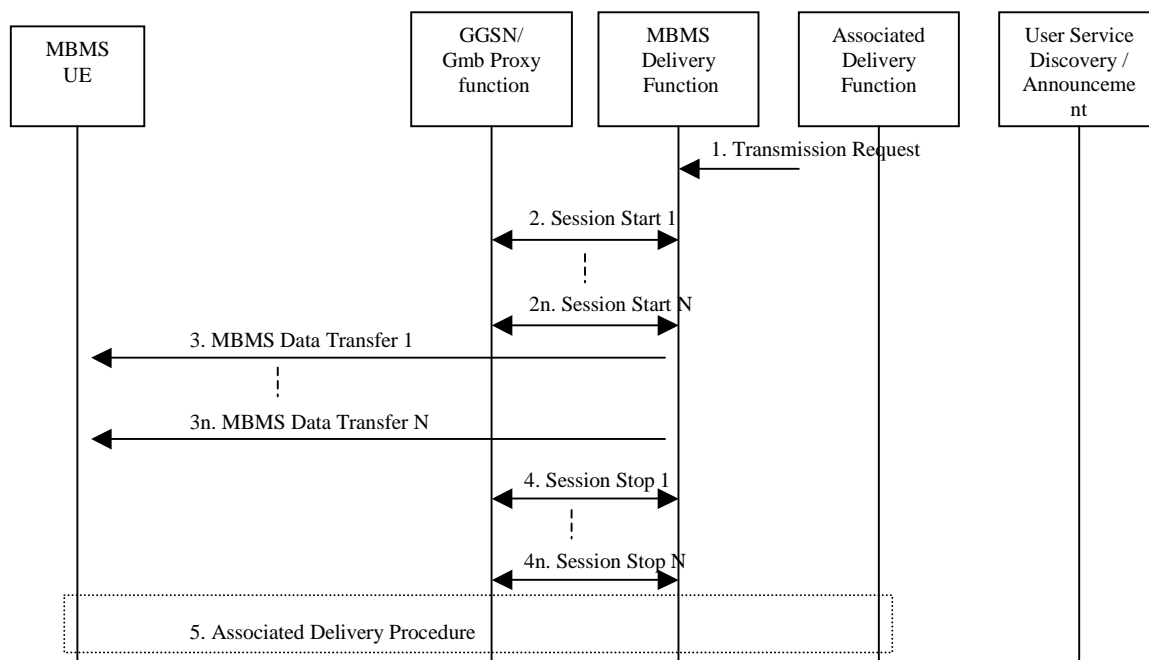 MBMS
UE
GGSN/
Gmb Proxy
function
MBMS
Delivery
Function
Associated
Delivery
Function
User Service
Discovery /
Announceme
nt
1. Transmission Request
2. Session Start 1
2n. Session Start N
3. MBMS Data Transfer 1
3n. MBMS Data Transfer N
4. Session Stop 1
4n. Session Stop N
5. Associated Delivery Procedure